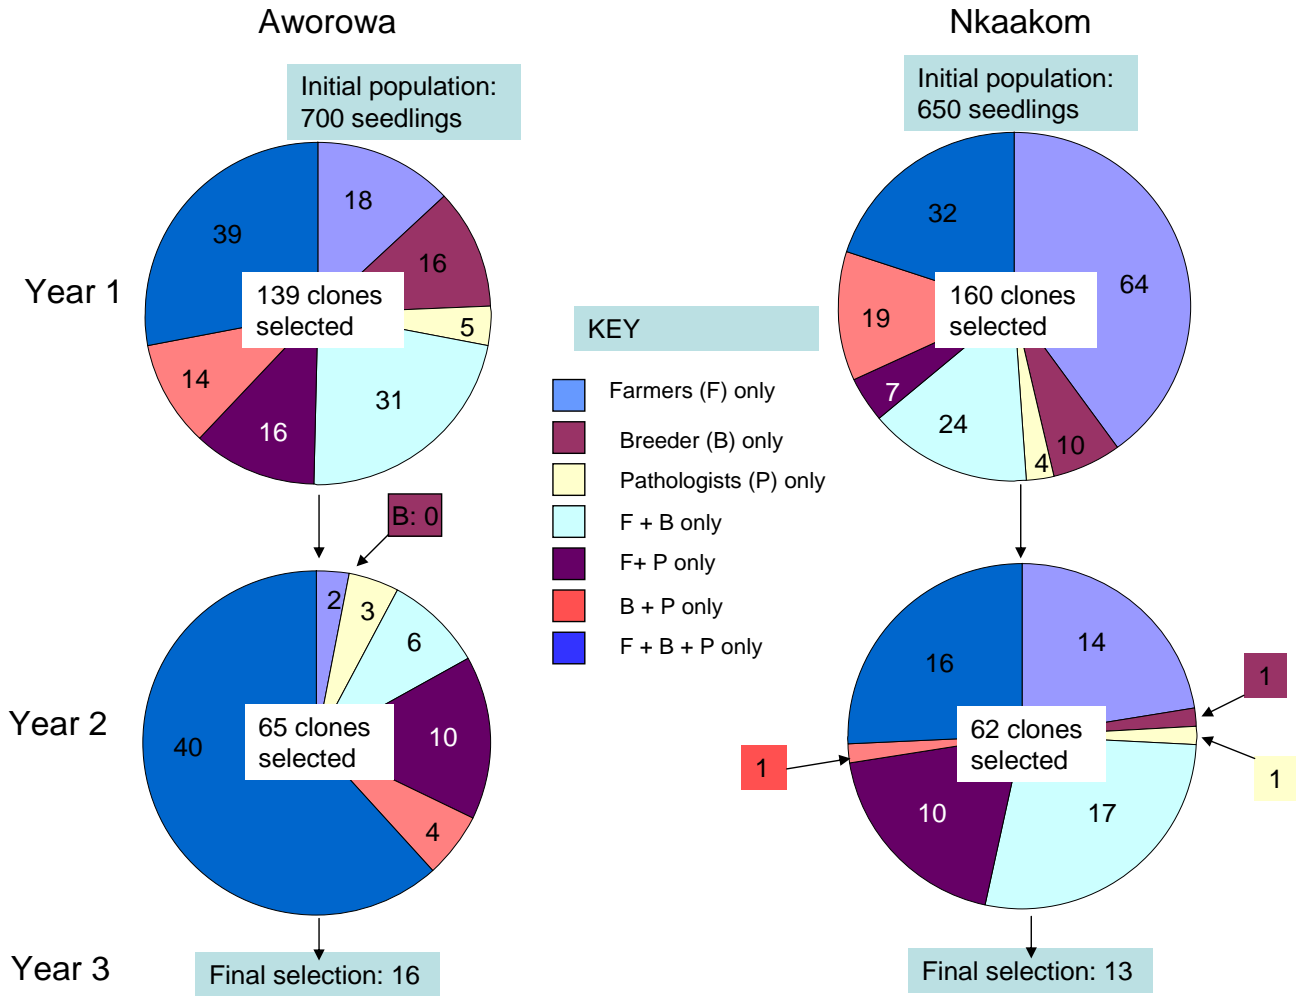 Aworowa
Nkaakom
Initial population:
700 seedlings
Initial population:
650 seedlings
Year 1
18
16
5
31
16
14
39
139 clones
selected
64
10
4
24
7
19
32
160 clones
selected
KEY
Farmers (F) only
Breeder (B) only
Pathologists (P) only
F + B only
F+ P only
B + P only
F + B + P only
B: 0
Year 2
2
3
6
10
4
40
65 clones
selected
14
1
1
17
10
1
16
62 clones
selected
Year 3
Final selection: 16
Final selection: 13